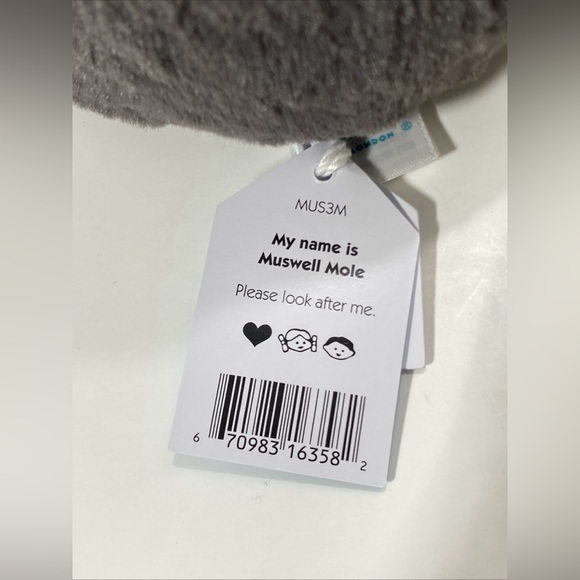 LONDON ®
MUS3M
My name is
Muswell Mole
Please look after me.
6 70983 16358 2